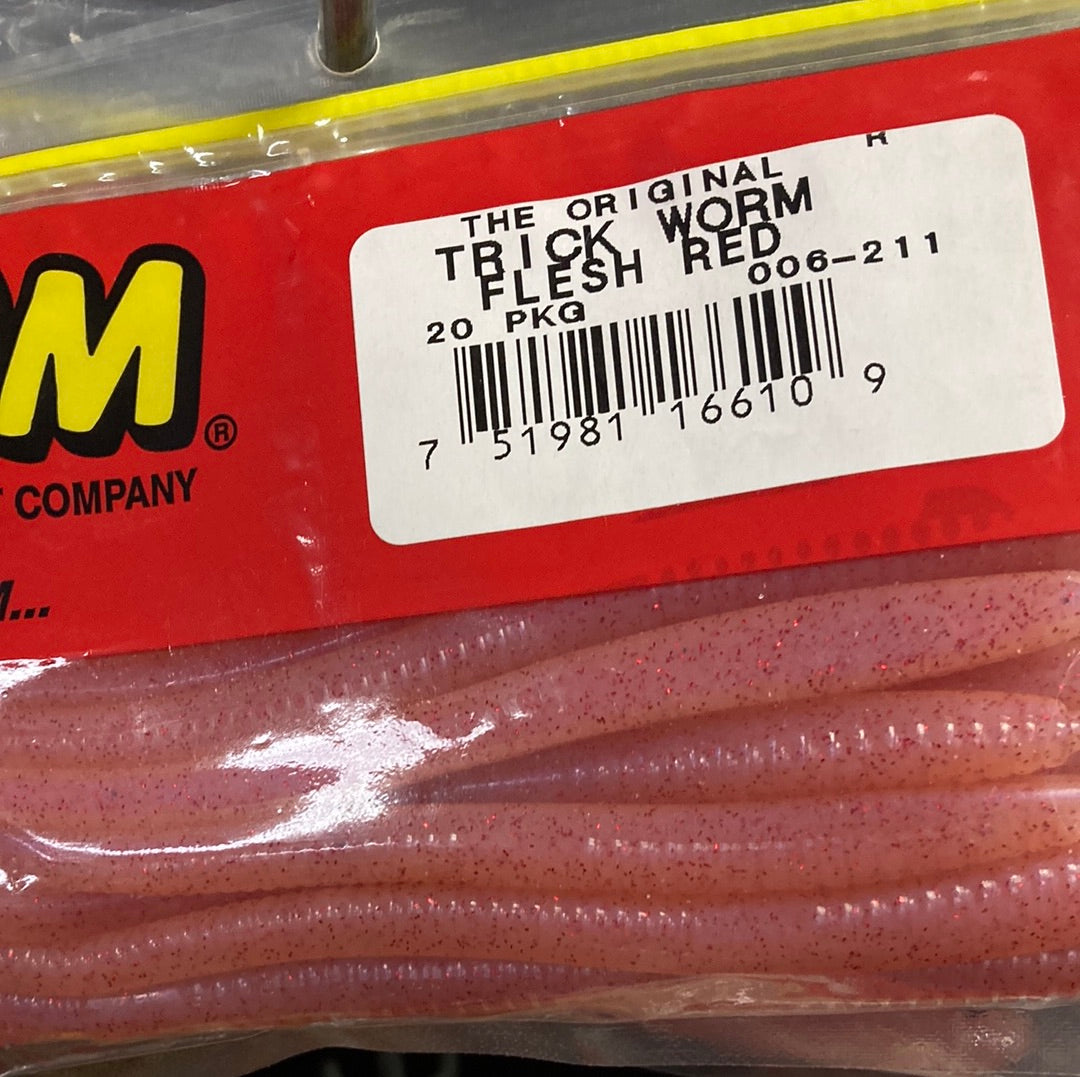 R
THE ORIGINAL
TRICK WORM
FLESH RED
20 PKG 006-211
7 51981 16610 9
M®
COMPANY
...